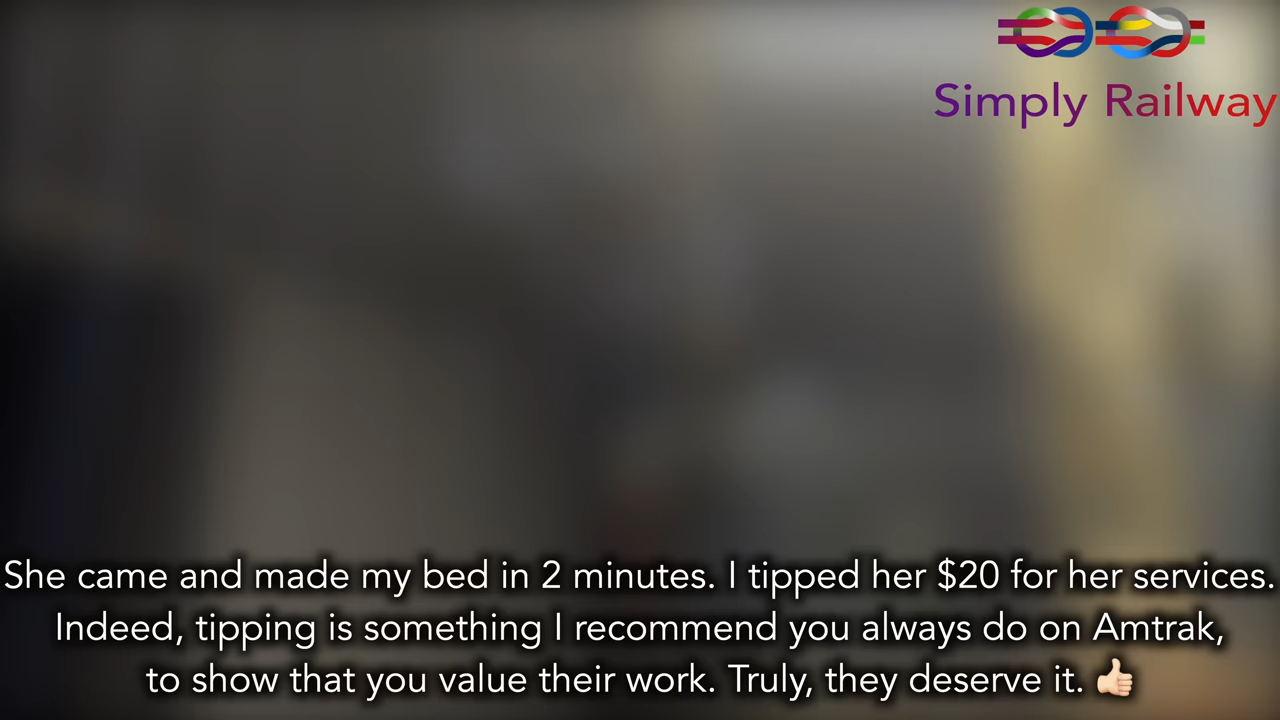 Simply Railway
She came and made my bed in 2 minutes. I tipped her $20 for her services.
Indeed, tipping is something I recommend you always do on Amtrak,
to show that you value their work. Truly, they deserve it. 👍🏻